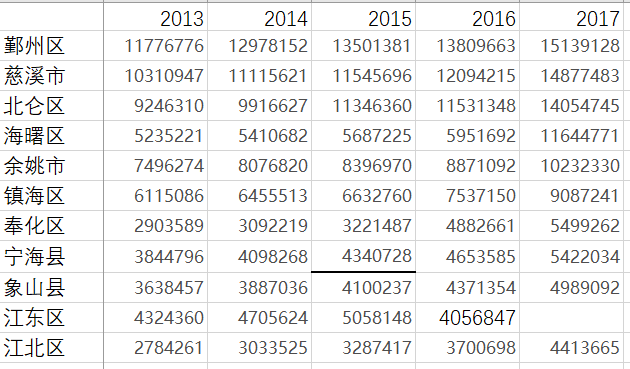 2013 2014 2015 2016 2017
鄞州区 11776776 12978152 13501381 13809663 15139128
慈溪市 10310947 11115621 11545696 12094215 14877483
北仑区 9246310 9916627 11346360 11531348 14054745
海曙区 5235221 5410682 5687225 5951692 11644771
余姚市 7496274 8076820 8396970 8871092 10232330
镇海区 6115086 6455513 6632760 7537150 9087241
奉化区 2903589 3092219 3221487 4882661 5499262
宁海县 3844796 4098268 4340728 4653585 5422034
象山县 3638457 3887036 4100237 4371354 4989092
江东区 4324360 4705624 5058148 4056847
江北区 2784261 3033525 3287417 3700698 4413665